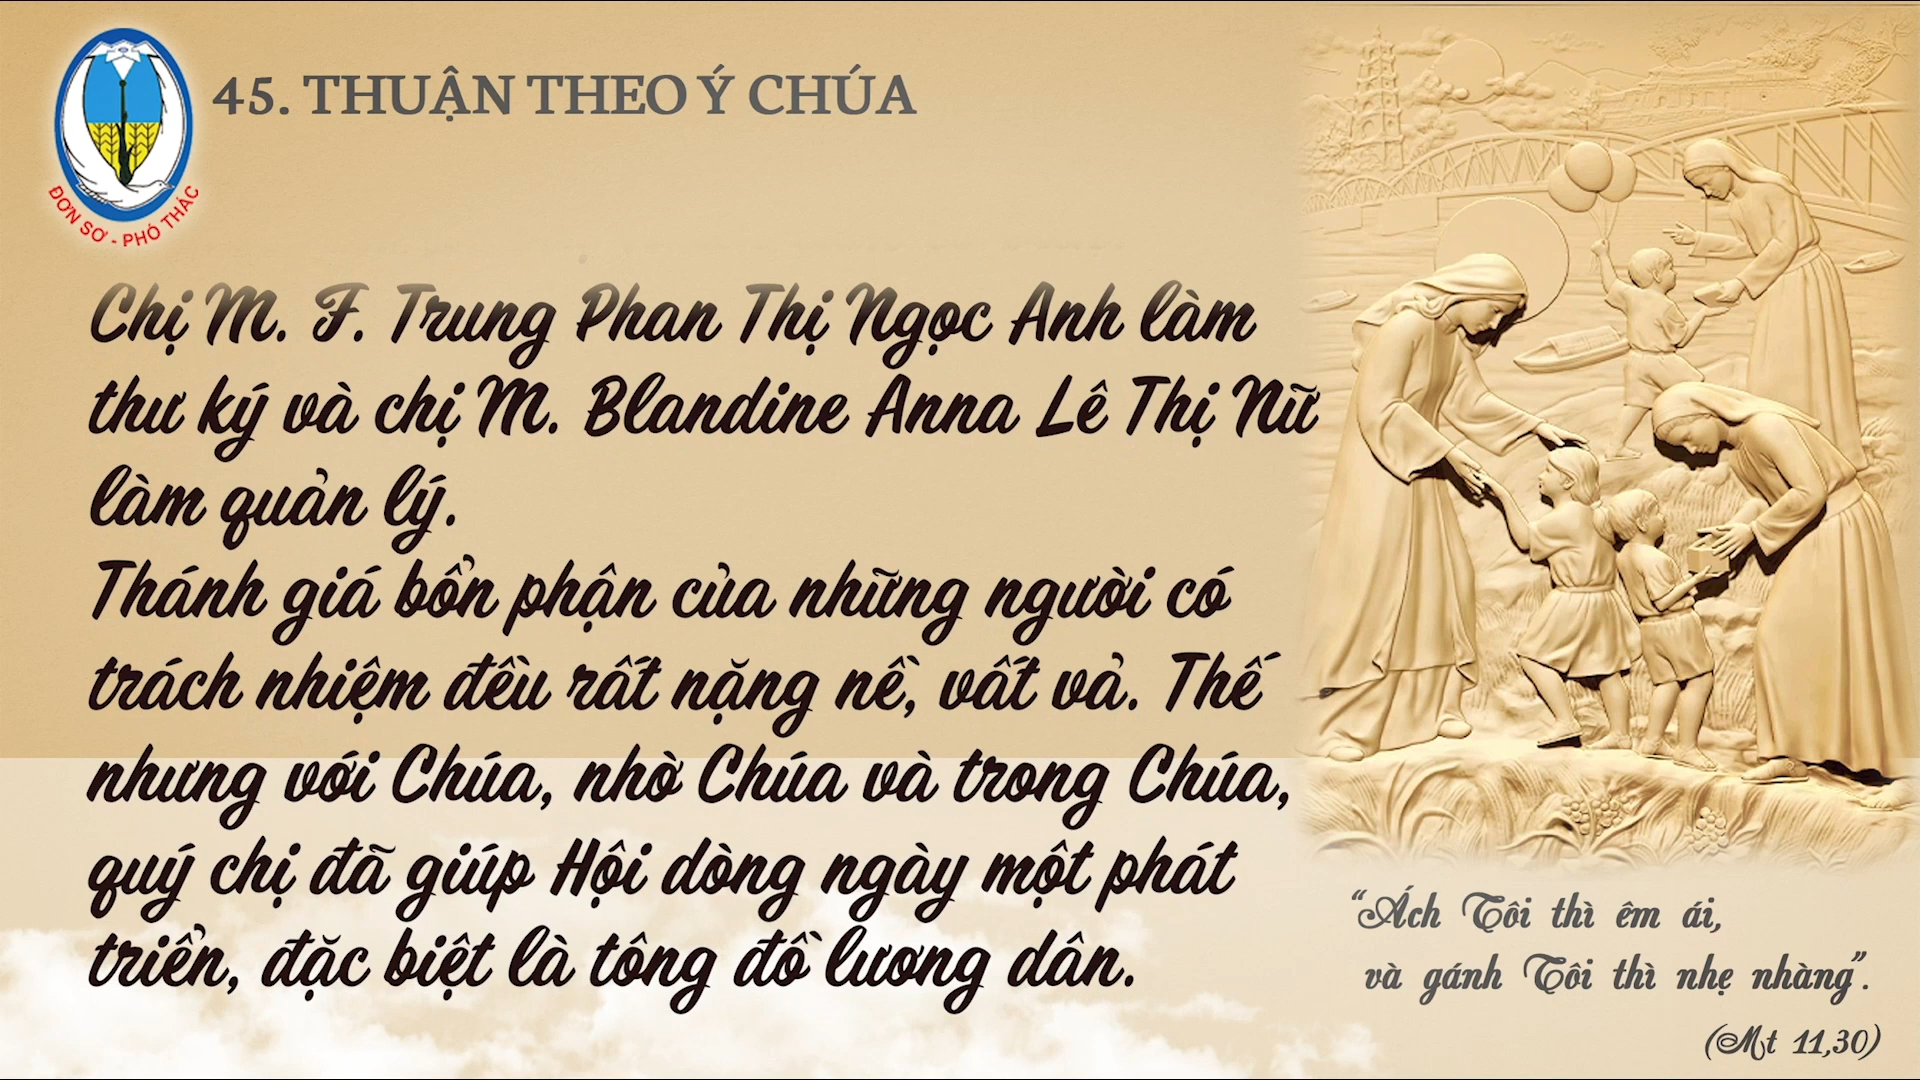 45. THUẬN THEO Ý CHÚA
ĐƠN SƠ - PHÓ THÁC
Chị M. F. Trung Phan Thị Ngọc Anh làm
thư ký và chị M. Blandine Anna Lê Thị Nữ
làm quản lý.
Thánh giá bổn phận của những người có
trách nhiệm đều rất nặng nề, vất vả. Thế
nhưng với Chúa, nhờ Chúa và trong Chúa,
quý chị đã giúp Hội dòng ngày một phát
triển, đặc biệt là tông đồ lương dân.
“Ách Tôi thì êm ái,
và gánh Tôi thì nhẹ nhàng”.
(Mt 11,30)